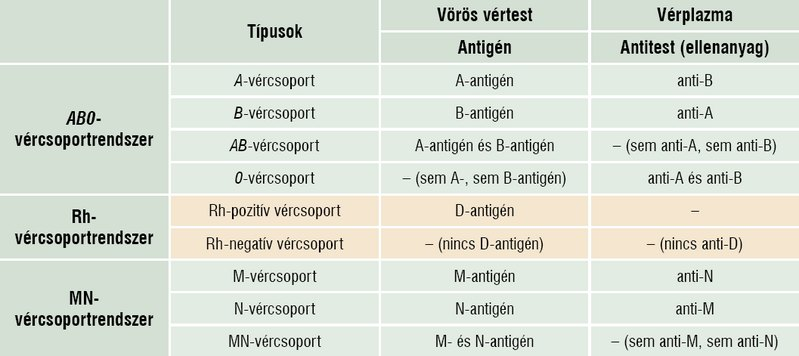 Típusok
Vörös vértest
Vérplazma
Antigén
Antitest (ellenanyag)
AB0-
vércsoportrendszer
A-vércsoport
A-antigén
anti-B
B-vércsoport
B-antigén
anti-A
AB-vércsoport
A-antigén és B-antigén
– (sem anti-A, sem anti-B)
0-vércsoport
– (sem A-, sem B-antigén)
anti-A és anti-B
Rh-
vércsoportrendszer
Rh-pozitív vércsoport
D-antigén
–
Rh-negatív vércsoport
– (nincs D-antigén)
– (nincs anti-D)
MN-
vércsoportrendszer
M-vércsoport
M-antigén
anti-N
N-vércsoport
N-antigén
anti-M
MN-vércsoport
M- és N-antigén
– (sem anti-M, sem anti-N)